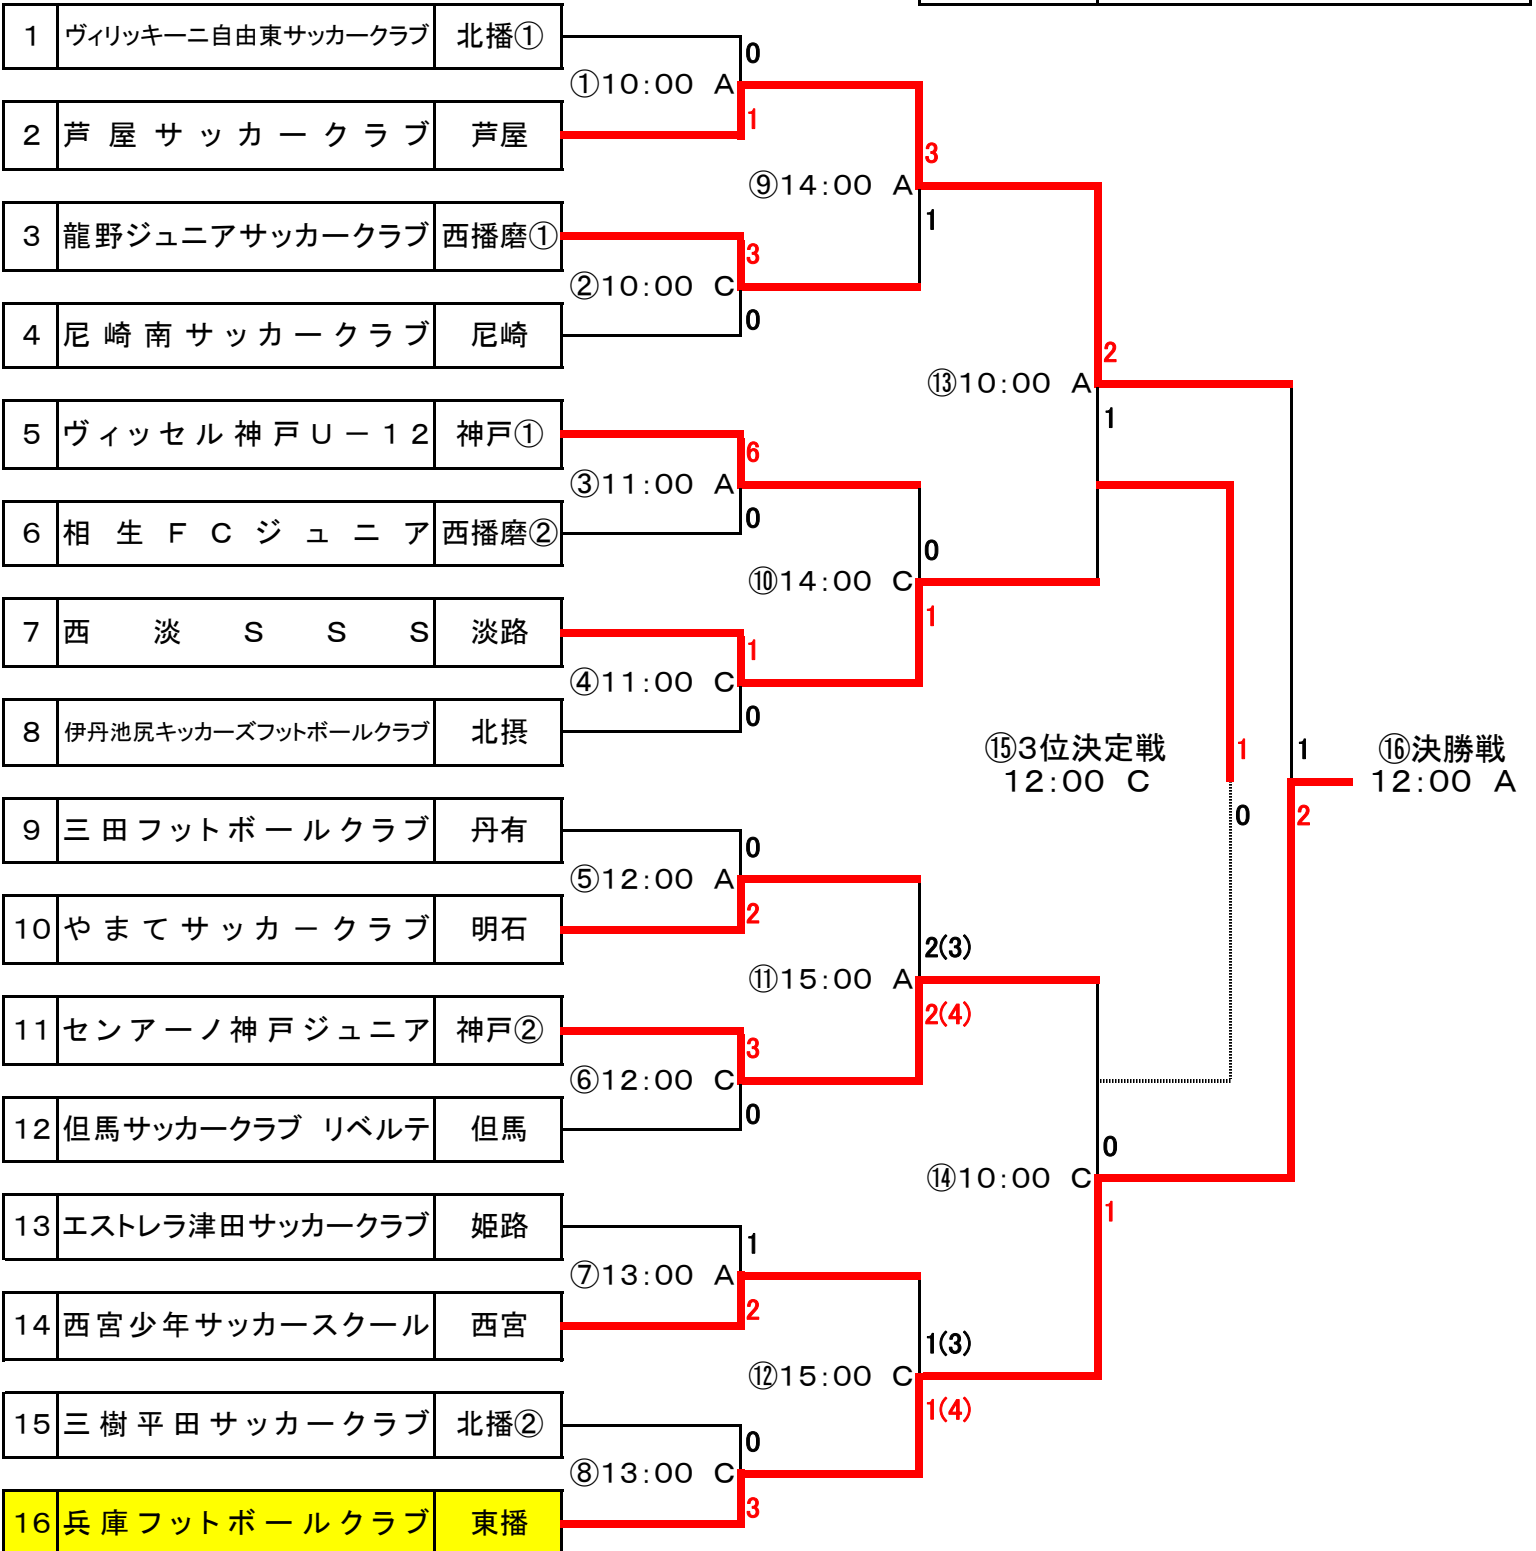 1 ヴィリッキーニ自由東サッカークラブ 北播①
0
①10:00 A
1
2 芦屋サッカークラブ 芦屋
3
⑨14:00 A
1
3 龍野ジュニアサッカークラブ 西播磨①
3
②10:00 C
0
4 尼崎南サッカークラブ 尼崎
2
⑬10:00 A
1
5 ヴィッセル神戸U－12 神戸①
6
③11:00 A
0
6 相生FCジュニア 西播磨②
0
⑩14:00 C
1
7 西淡SSS 淡路
1
④11:00 C
0
8 伊丹池尻キッカーズフットボールクラブ 北摂
⑮3位決定戦
12:00 C
1
0
1
2
⑯決勝戦
12:00 A
9 三田フットボールクラブ 丹有
0
⑤12:00 A
2
10 やまてサッカークラブ 明石
2(3)
⑪15:00 A
2(4)
11 センアーノ神戸ジュニア 神戸②
3
⑥12:00 C
0
12 但馬サッカークラブ リベルテ 但馬
0
⑭10:00 C
1
13 エストレラ津田サッカークラブ 姫路
1
⑦13:00 A
2
14 西宮少年サッカースクール 西宮
1(3)
⑫15:00 C
1(4)
15 三樹平田サッカークラブ 北播②
0
⑧13:00 C
3
16 兵庫フットボールクラブ 東播